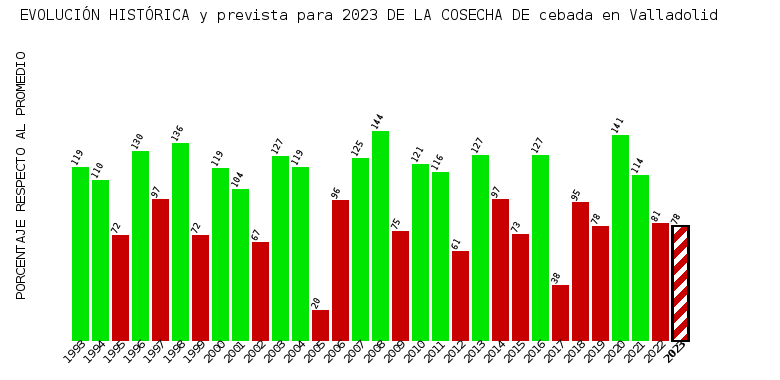 EVOLUCIÓN HISTÓRICA y prevista para 2023 DE LA COSECHA DE cebada en Valladolid
PORCENTAJE RESPECTO AL PROMEDIO
119 110 72 130 97 136 72 119 104 67 127 119 20 96 125 144 75 121 116 61 127 97 73 127 38 95 78 141 114 81 78
1993 1994 1995 1996 1997 1998 1999 2000 2001 2002 2003 2004 2005 2006 2007 2008 2009 2010 2011 2012 2013 2014 2015 2016 2017 2018 2019 2020 2021 2022 2023